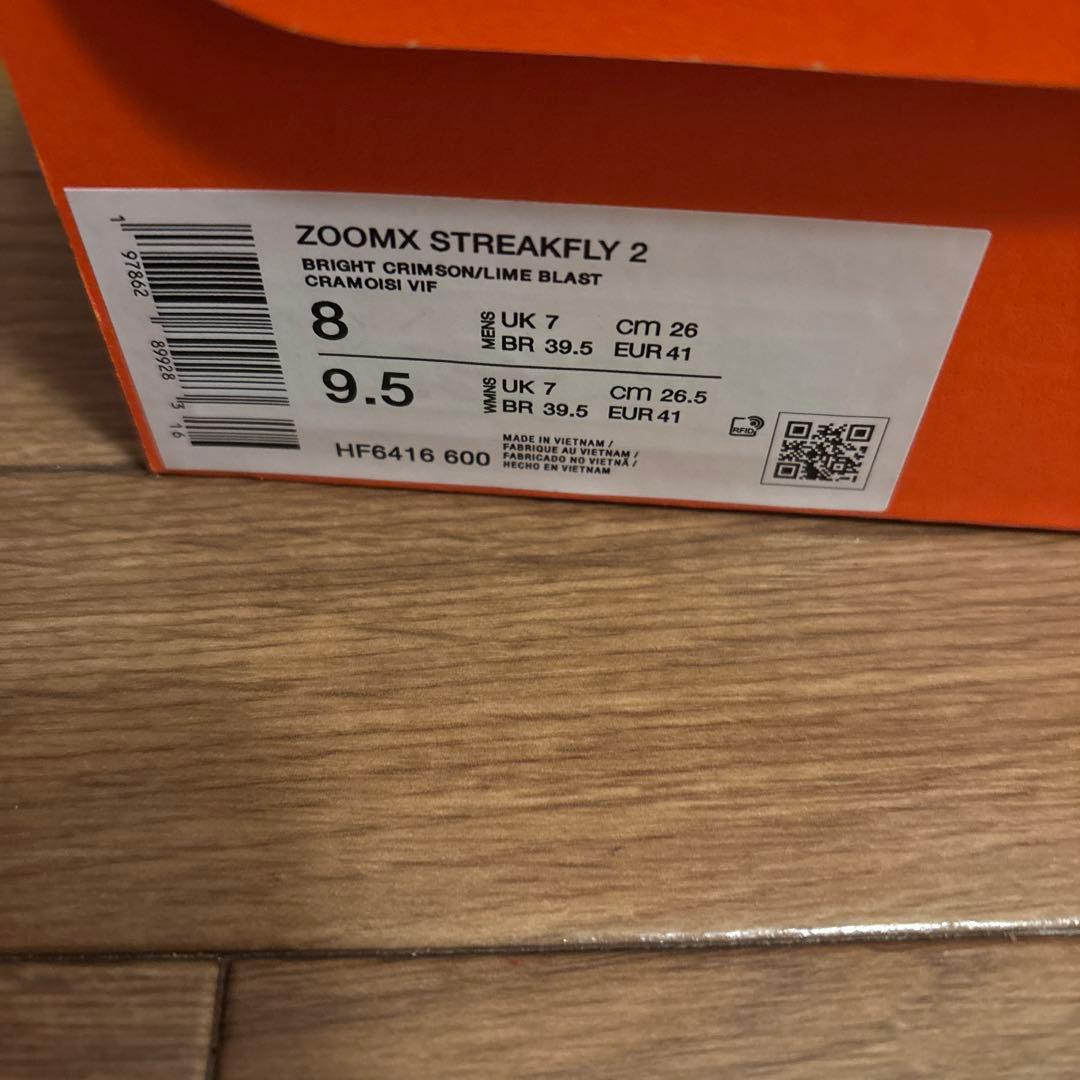 ZOOMX STREAKFLY 2
BRIGHT CRIMSON/LIME BLAST
CRAMOISI VIF
8 MENS UK 7 cm 26
BR 39.5 EUR 41
9.5 WMNS UK 7 cm 26.5
BR 39.5 EUR 41
RFID
HF6416 600
MADE IN VIETNAM /
FABRIQUE AU VIETNAM /
FABRICADO NO VIETNÃ /
HECHO EN VIETNAM
1 97862 89928 3 16